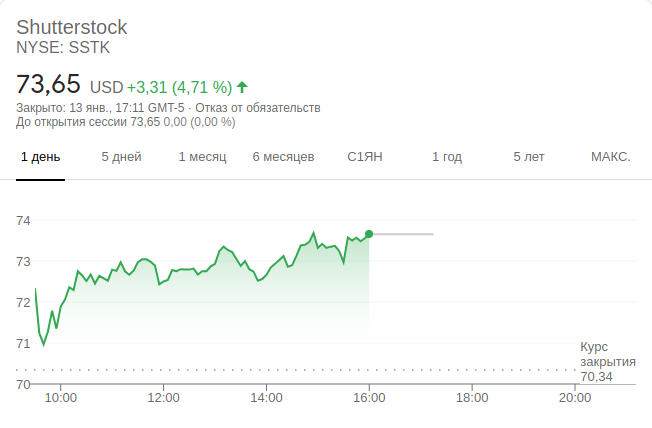 Shutterstock
NYSE: SSTK
73,65 USD +3,31 (4,71 %)
Закрыто: 13 янв., 17:11 GMT-5 · Отказ от обязательств
До открытия сессии 73,65 0,00 (0,00 %)
1 день 5 дней 1 месяц 6 месяцев С1ЯН 1 год 5 лет МАКС.
74
73
72
71
70
Курс
закрытия
70,34
10:00 12:00 14:00 16:00 18:00 20:00